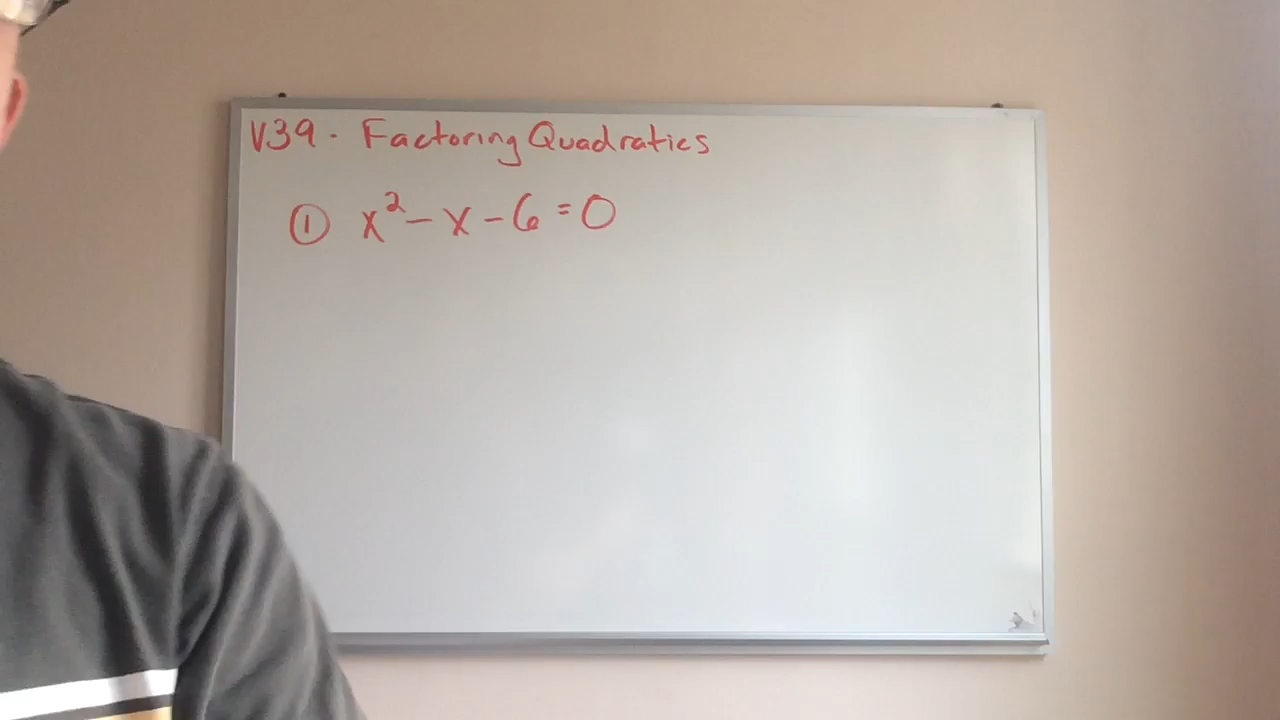 V39. Factoring Quadratics
① x² - x - 6 = 0